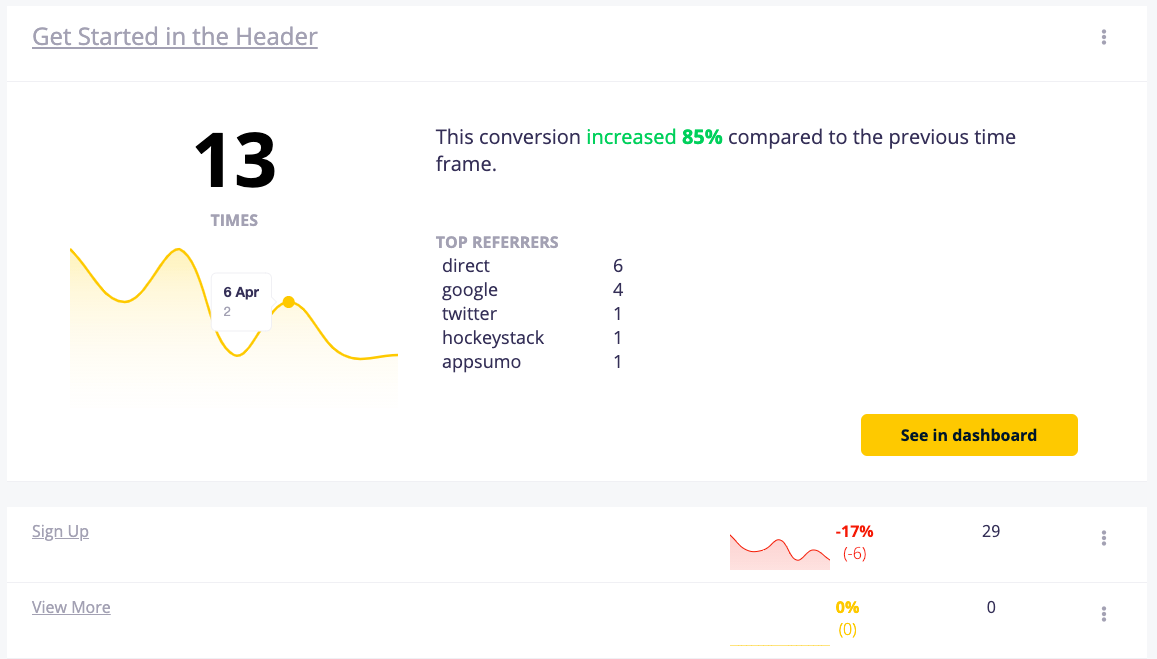 Get Started in the Header
13
TIMES
6 Apr
2
This conversion increased 85% compared to the previous time
frame.
TOP REFERRERS
direct 6
google 4
twitter 1
hockeystack 1
appsumo 1
See in dashboard
Sign Up -17% 29
(-6)
View More 0% 0
(0)